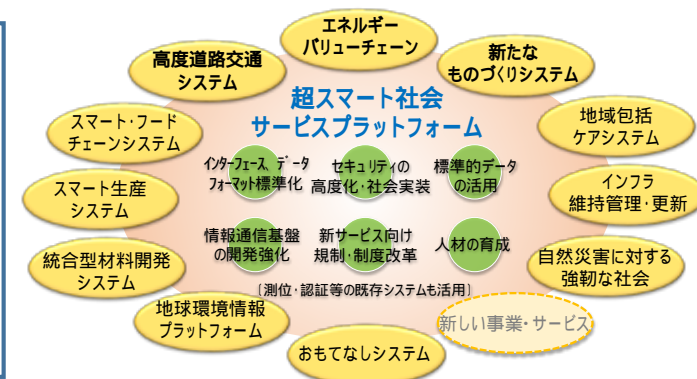 エネルギー
バリューチェーン
高度道路交通
システム
新たな
ものづくりシステム
超スマート社会
サービスプラットフォーム
スマート・フード
チェーンシステム
地域包括
ケアシステム
インターフェース、データ
フォーマット標準化
セキュリティの
高度化・社会実装
標準的データ
の活用
スマート生産
システム
インフラ
維持管理・更新
情報通信基盤
の開発強化
新サービス向け
規制・制度改革
人材の育成
統合型材料開発
システム
自然災害に対する
強靭な社会
〔測位・認証等の既存システムも活用〕
地球環境情報
プラットフォーム
新しい事業・サービス
おもてなしシステム